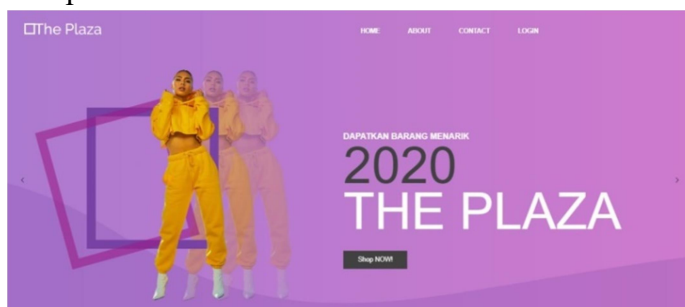 The Plaza
HOME ABOUT CONTACT LOGIN
DAPATKAN BARANG MENARIK
2020
THE PLAZA
Shop NOW!